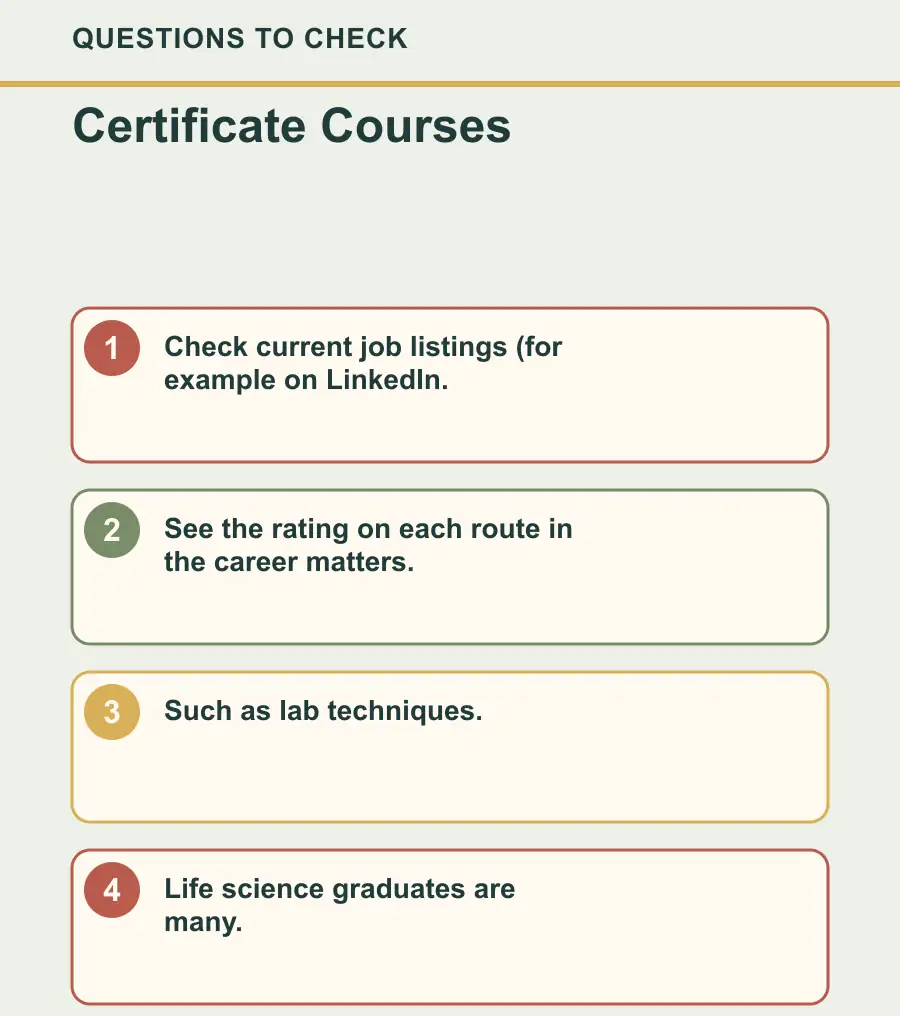 QUESTIONS TO CHECK
Certificate Courses
1
Check current job listings (for
example on LinkedIn.
2
See the rating on each route in
the career matters.
3
Such as lab techniques.
4
Life science graduates are
many.